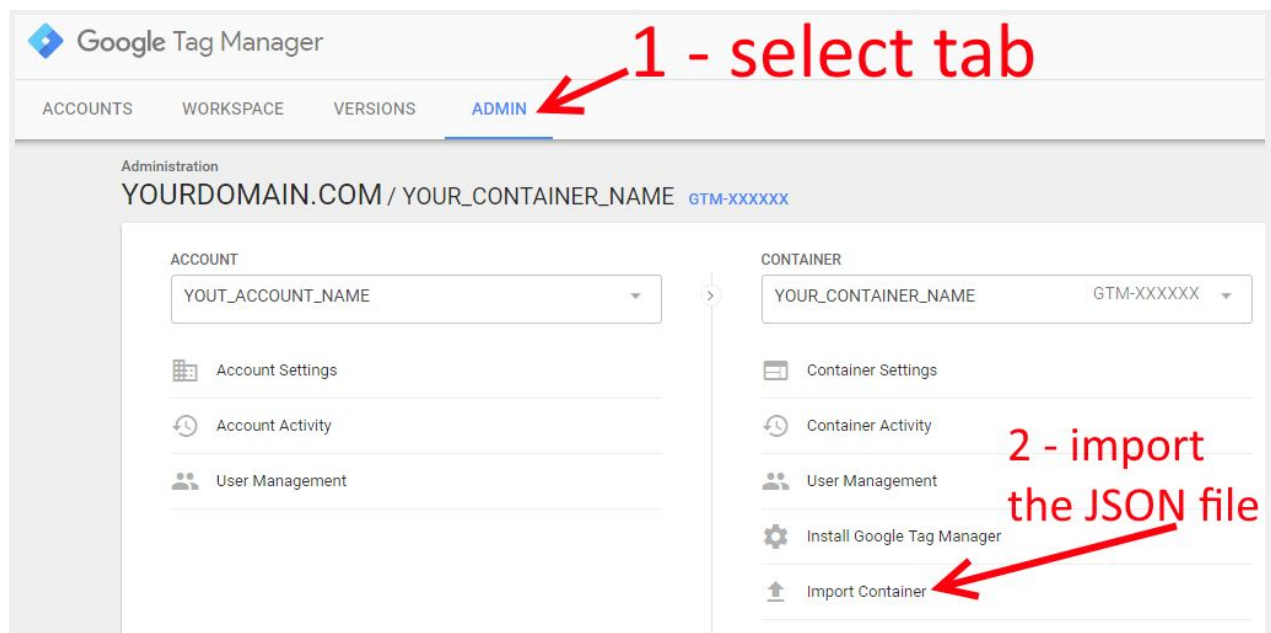 Google Tag Manager
1 - select tab
ACCOUNTS WORKSPACE VERSIONS ADMIN
Administration
YOURDOMAIN.COM / YOUR_CONTAINER_NAME GTM-XXXXXX
ACCOUNT
YOUT_ACCOUNT_NAME
Account Settings
Account Activity
User Management
CONTAINER
YOUR_CONTAINER_NAME GTM-XXXXXX
Container Settings
Container Activity
User Management
Install Google Tag Manager
Import Container
2 - import
the JSON file